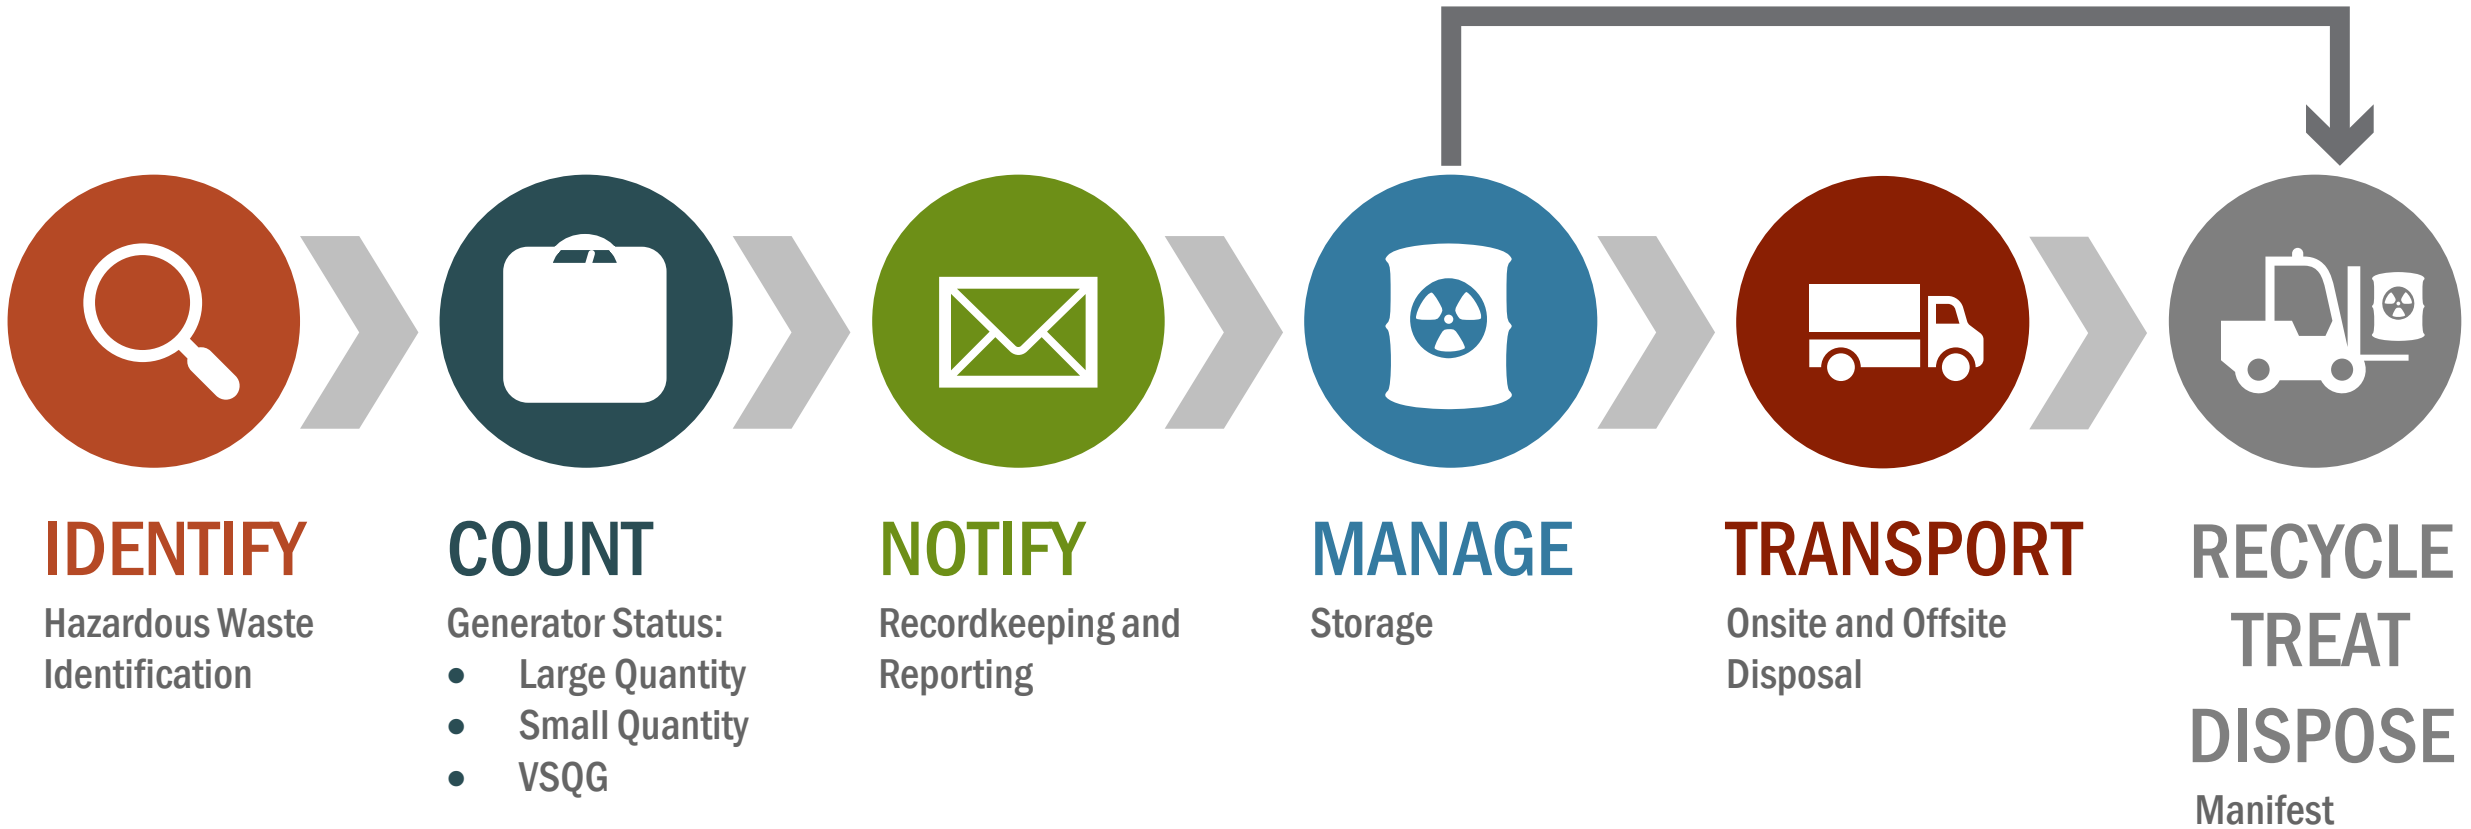 IDENTIFY
Hazardous Waste
Identification
COUNT
Generator Status:
• Large Quantity
• Small Quantity
• VSQG
NOTIFY
Recordkeeping and
Reporting
MANAGE
Storage
TRANSPORT
Onsite and Offsite
Disposal
RECYCLE
TREAT
DISPOSE
Manifest